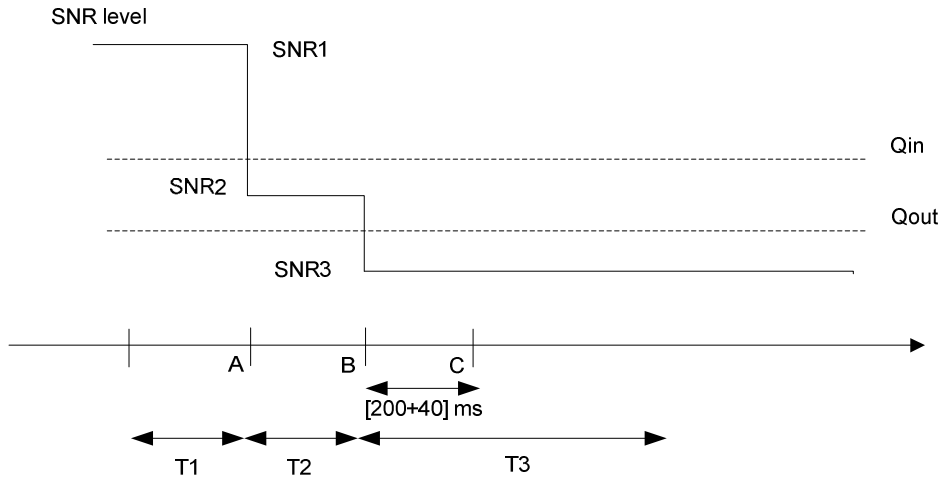 SNR level
SNR1
Qin
SNR2
Qout
SNR3
A
B
C
[200+40] ms
T1
T2
T3